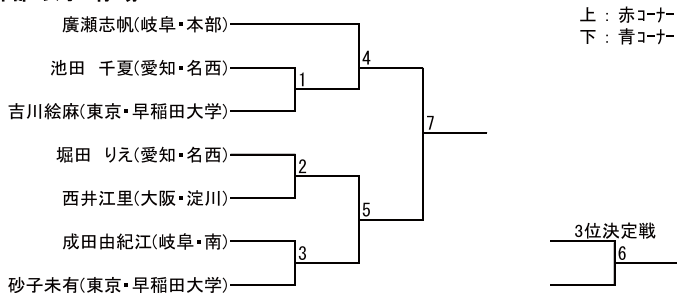 上：赤コーナー
下：青コーナー
廣瀬志帆(岐阜・本部)
4
池田　千夏(愛知・名西)
1
吉川絵麻(東京・早稲田大学)
7
堀田　りえ(愛知・名西)
2
西井江里(大阪・淀川)
5
成田由紀江(岐阜・南)
3
砂子未有(東京・早稲田大学)
3位決定戦
6